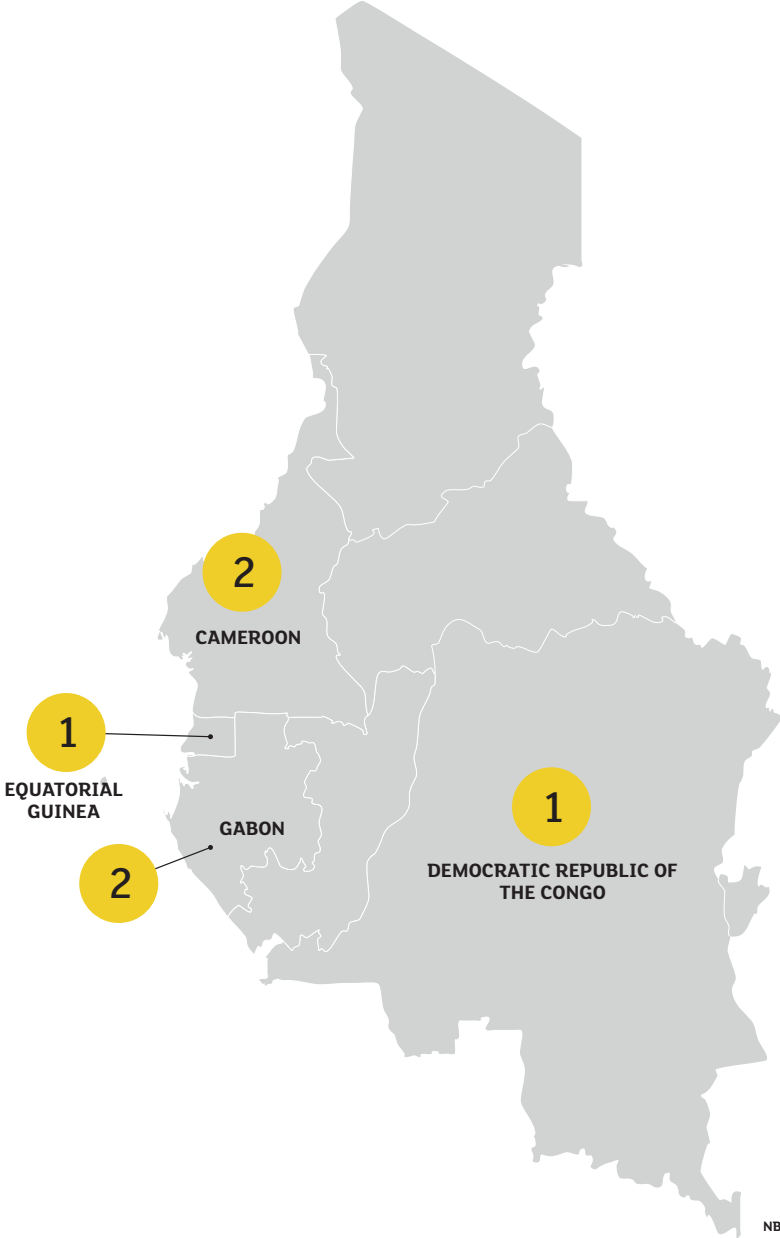 2
CAMEROON
1
EQUATORIAL
GUINEA
GABON
2
1
DEMOCRATIC REPUBLIC OF
THE CONGO
NB